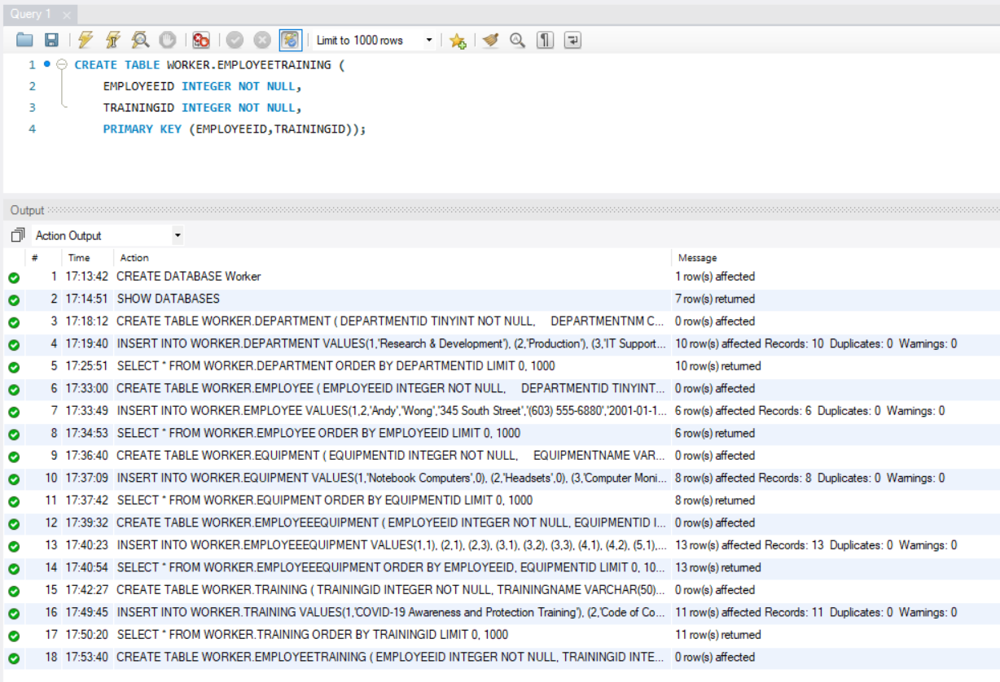 Query 1
Limit to 1000 rows
1 CREATE TABLE WORKER.EMPLOYEETRAINING (
2 EMPLOYEEID INTEGER NOT NULL,
3 TRAININGID INTEGER NOT NULL,
4 PRIMARY KEY (EMPLOYEEID,TRAININGID));
Output
Action Output
# Time Action Message
1 17:13:42 CREATE DATABASE Worker 1 row(s) affected
2 17:14:51 SHOW DATABASES 7 row(s) returned
3 17:18:12 CREATE TABLE WORKER.DEPARTMENT ( DEPARTMENTID TINYINT NOT NULL, DEPARTMENTNM C... 0 row(s) affected
4 17:19:40 INSERT INTO WORKER.DEPARTMENT VALUES(1,'Research & Development'), (2,'Production'), (3,'IT Support... 10 row(s) affected Records: 10 Duplicates: 0 Warnings: 0
5 17:25:51 SELECT * FROM WORKER.DEPARTMENT ORDER BY DEPARTMENTID LIMIT 0, 1000 10 row(s) returned
6 17:33:00 CREATE TABLE WORKER.EMPLOYEE ( EMPLOYEEID INTEGER NOT NULL, DEPARTMENTID TINYINT... 0 row(s) affected
7 17:33:49 INSERT INTO WORKER.EMPLOYEE VALUES(1,2,'Andy','Wong','345 South Street','(603) 555-6880','2001-01-1... 6 row(s) affected Records: 6 Duplicates: 0 Warnings: 0
8 17:34:53 SELECT * FROM WORKER.EMPLOYEE ORDER BY EMPLOYEEID LIMIT 0, 1000 6 row(s) returned
9 17:36:40 CREATE TABLE WORKER.EQUIPMENT ( EQUIPMENTID INTEGER NOT NULL, EQUIPMENTNAME VAR... 0 row(s) affected
10 17:37:09 INSERT INTO WORKER.EQUIPMENT VALUES(1,'Notebook Computers',0), (2,'Headsets',0), (3,'Computer Moni... 8 row(s) affected Records: 8 Duplicates: 0 Warnings: 0
11 17:37:42 SELECT * FROM WORKER.EQUIPMENT ORDER BY EQUIPMENTID LIMIT 0, 1000 8 row(s) returned
12 17:39:32 CREATE TABLE WORKER.EMPLOYEEEQUIPMENT ( EMPLOYEEID INTEGER NOT NULL, EQUIPMENTID I... 0 row(s) affected
13 17:40:23 INSERT INTO WORKER.EMPLOYEEEQUIPMENT VALUES(1,1), (2,1), (2,3), (3,1), (3,2), (3,3), (4,1), (4,2), (5,1),... 13 row(s) affected Records: 13 Duplicates: 0 Warnings: 0
14 17:40:54 SELECT * FROM WORKER.EMPLOYEEEQUIPMENT ORDER BY EMPLOYEEID, EQUIPMENTID LIMIT 0, 10... 13 row(s) returned
15 17:42:27 CREATE TABLE WORKER.TRAINING ( TRAININGID INTEGER NOT NULL, TRAININGNAME VARCHAR(50)... 0 row(s) affected
16 17:49:45 INSERT INTO WORKER.TRAINING VALUES(1,'COVID-19 Awareness and Protection Training'), (2,'Code of Co... 11 row(s) affected Records: 11 Duplicates: 0 Warnings: 0
17 17:50:20 SELECT * FROM WORKER.TRAINING ORDER BY TRAININGID LIMIT 0, 1000 11 row(s) returned
18 17:53:40 CREATE TABLE WORKER.EMPLOYEETRAINING ( EMPLOYEEID INTEGER NOT NULL, TRAININGID INTE... 0 row(s) affected